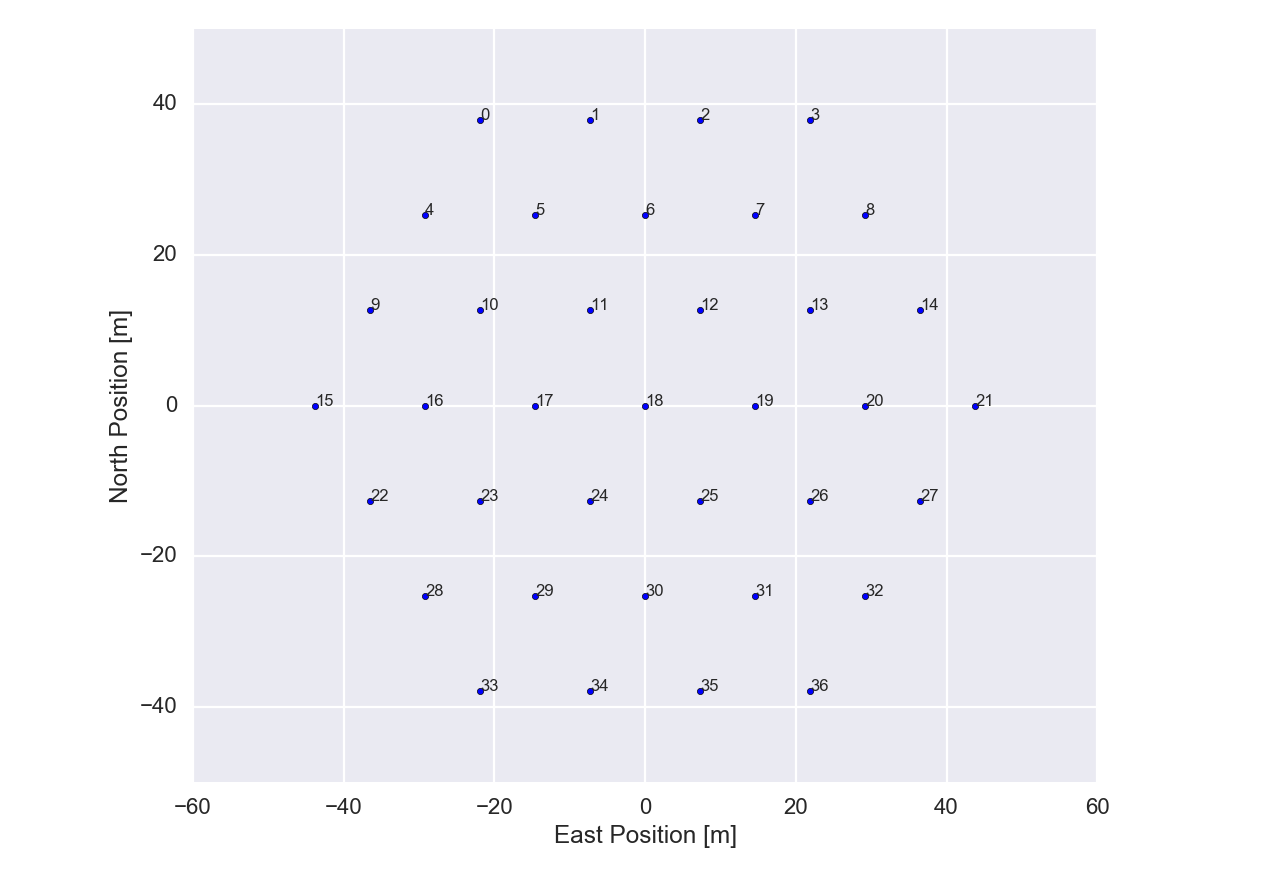 40
0 1 2 3
4 5 6 7 8
20
9 10 11 12 13 14
0
15 16 17 18 19 20 21
22 23 24 25 26 27
−20
28 29 30 31 32
33 34 35 36
−40
North Position [m]
−60 −40 −20 0 20 40 60
East Position [m]